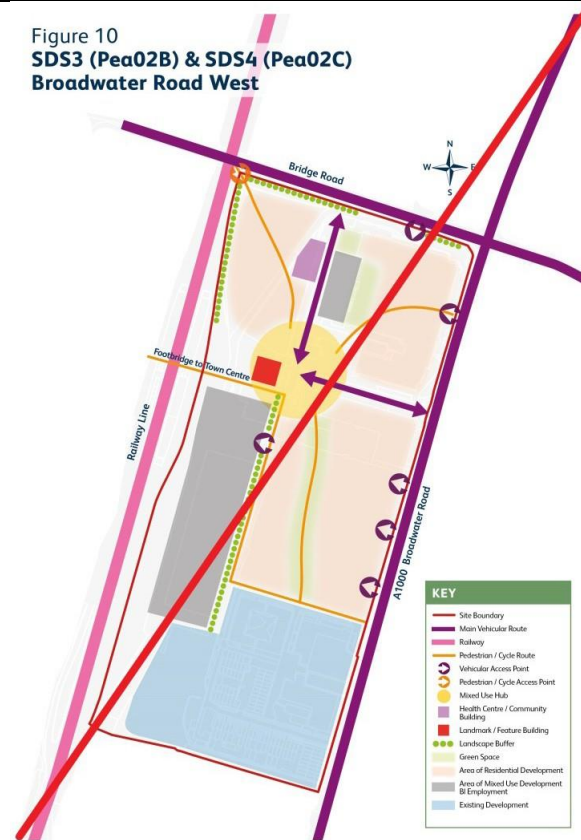 Figure 10
SDS3 (Pea02B) & SDS4 (Pea02C)
Broadwater Road West
N
W E
S
Bridge Road
Footbridge to Town Centre
Railway Line
A1000 Broadwater Road
KEY
Site Boundary
Main Vehicular Route
Railway
Pedestrian / Cycle Route
Vehicular Access Point
Pedestrian / Cycle Access Point
Mixed Use Hub
Health Centre / Community
Building
Landmark / Feature Building
Landscape Buffer
Green Space
Area of Residential Development
Area of Mixed Use Development
BI Employment
Existing Development